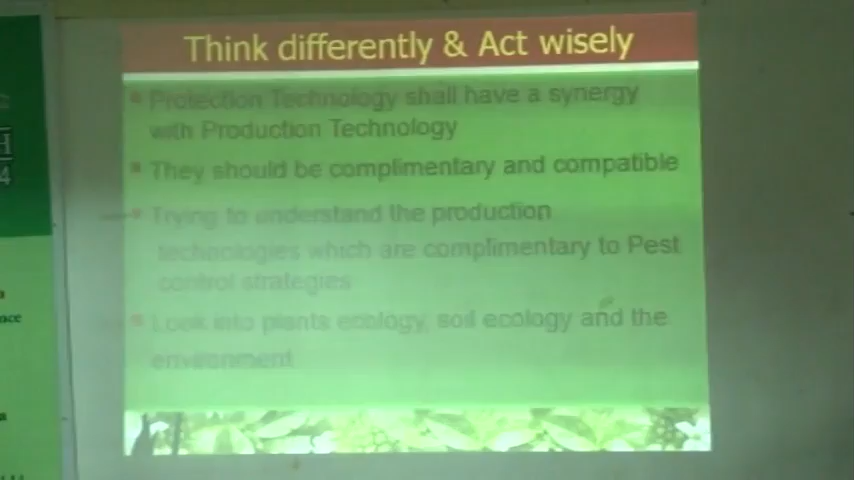 Think differently & Act wisely
Protection Technology shall have a synergy
with Production Technology
They should be complimentary and compatible
Trying to understand the production
technologies which are complimentary to Pest
control strategies
Look into plants ecology, soil ecology and the
environment
H
4